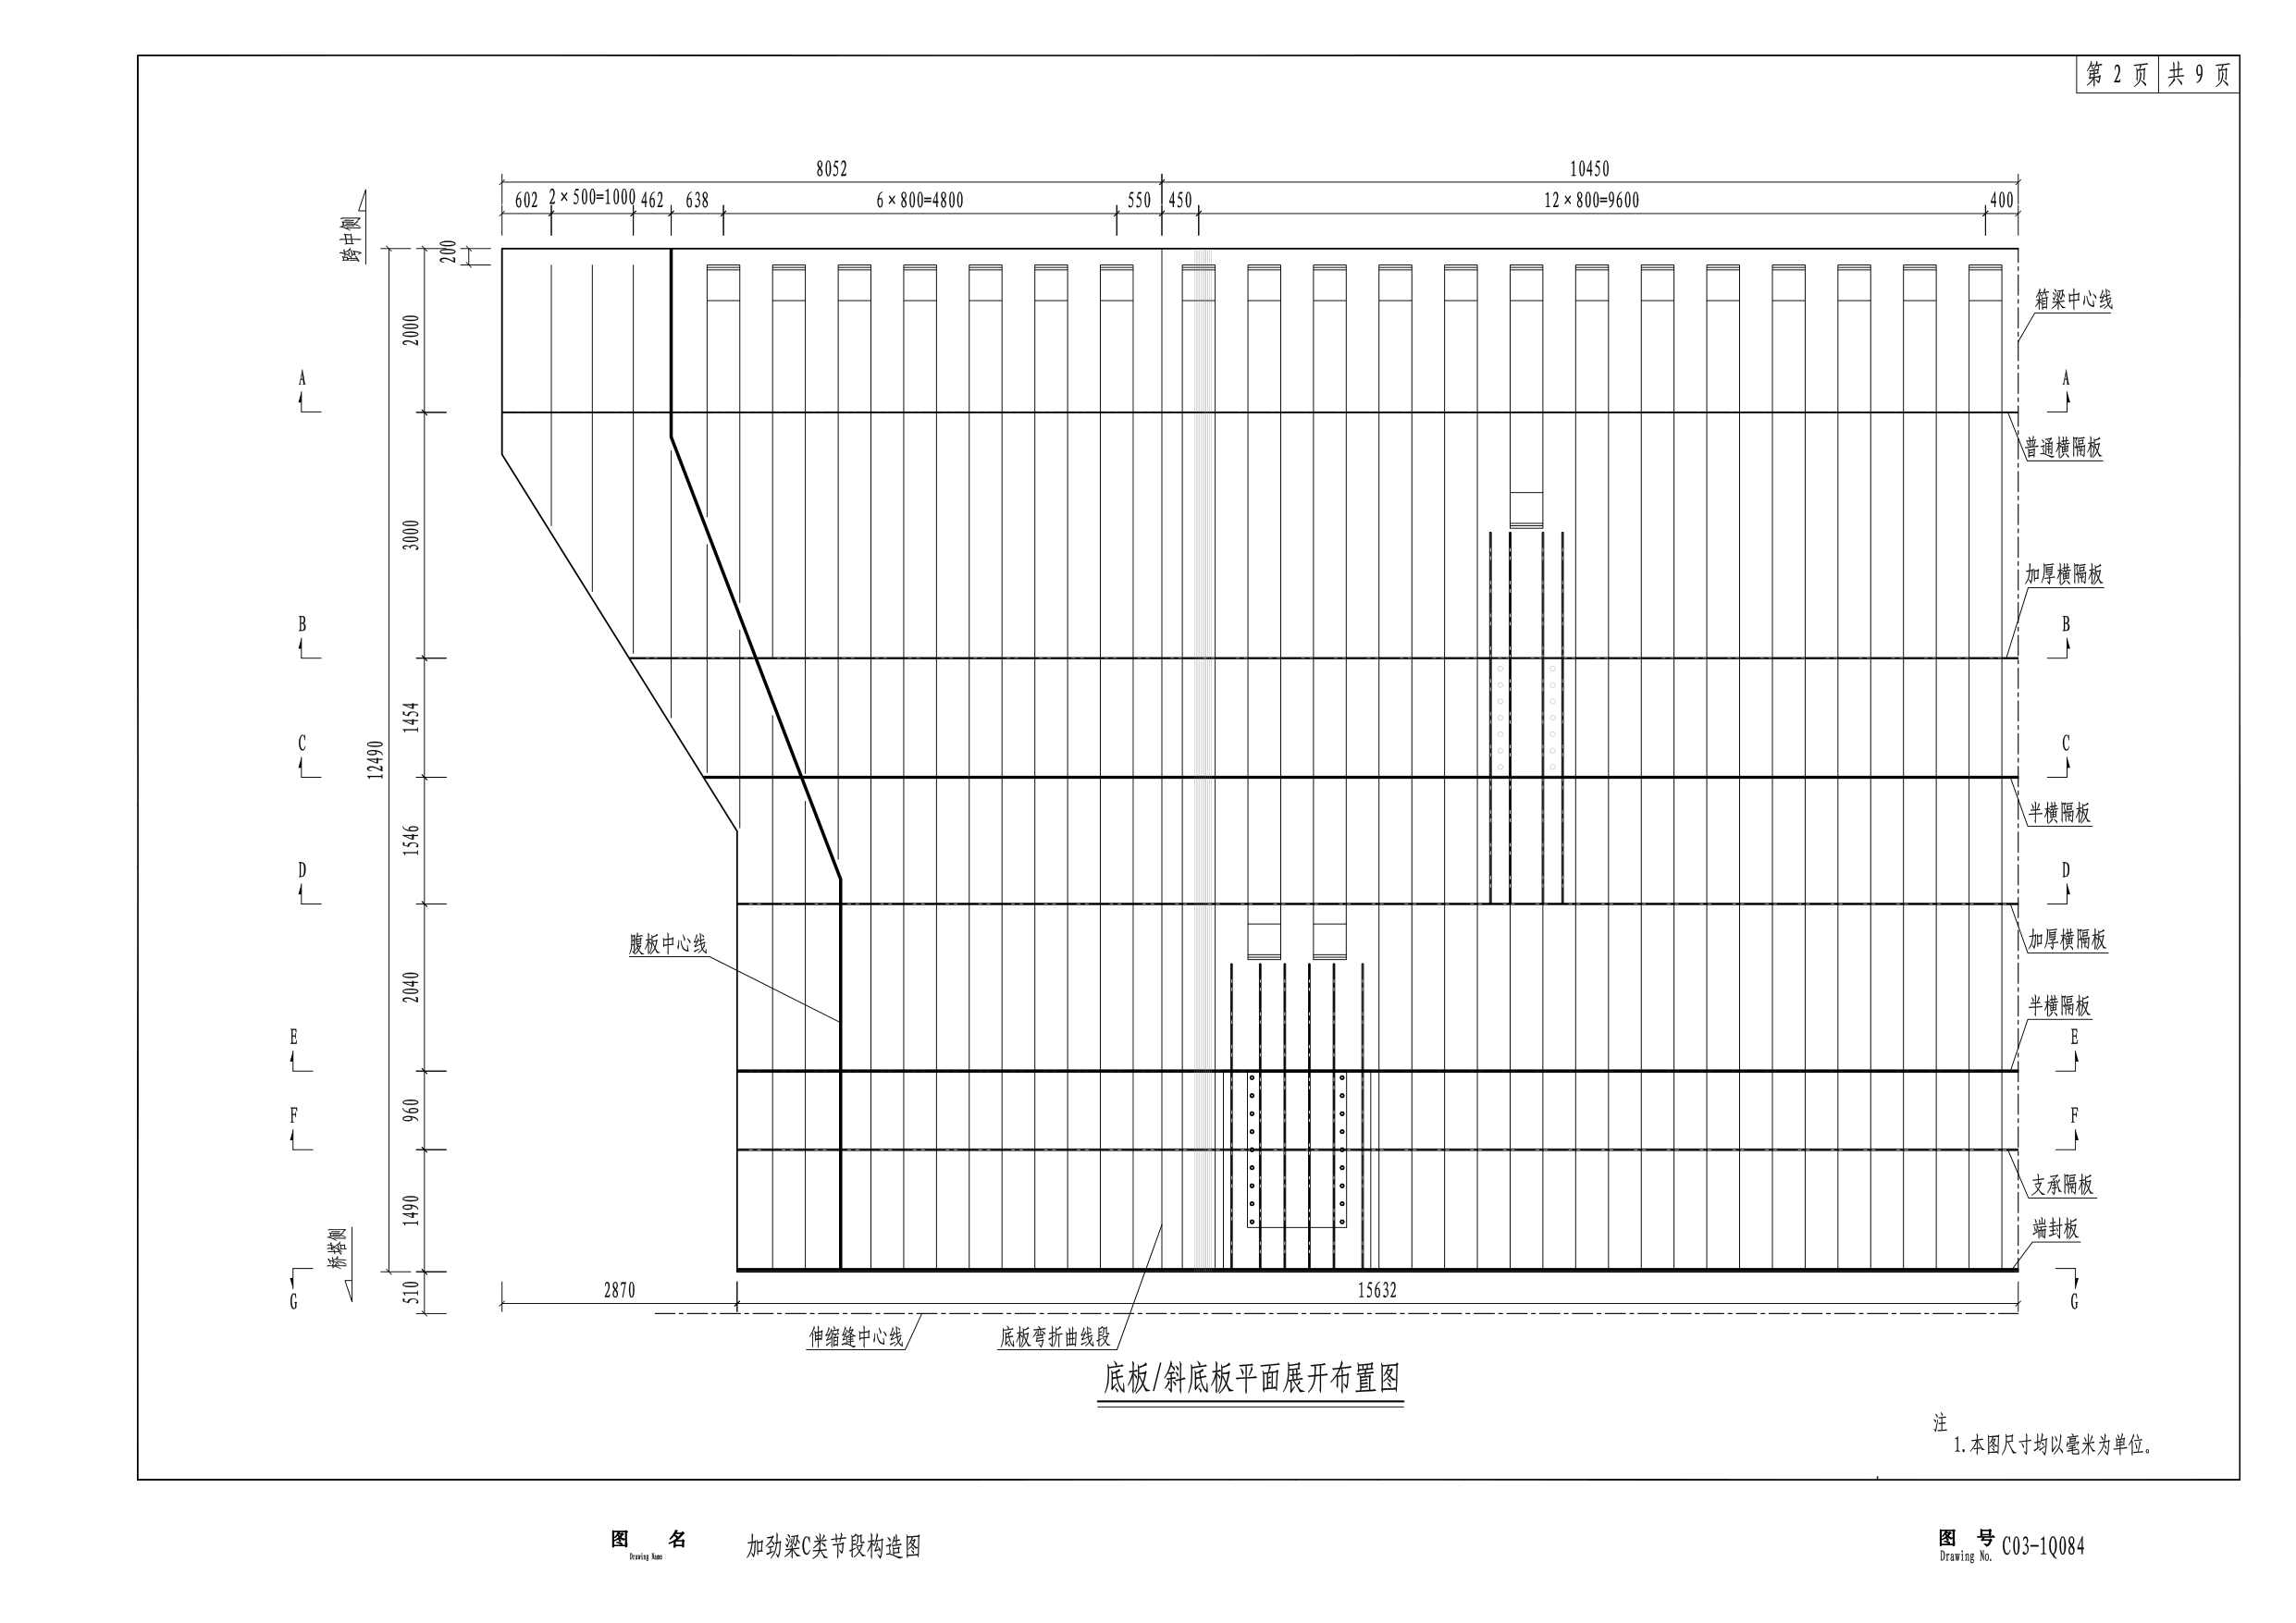 第 2 页 共 9 页
8052 10450
602 2×500=1000 462 638 6×800=4800 550 450 12×800=9600 400
跨中侧
200
箱梁中心线
2000
A A
普通横隔板
3000
加厚横隔板
B B
1454
12490
C C
半横隔板
1546
D D
腹板中心线
加厚横隔板
2040
半横隔板
E E
960
F F
支承隔板
1490
端封板
桥塔侧
510
G G
2870 15632
伸缩缝中心线 底板弯折曲线段
底板/斜底板平面展开布置图
注
1.本图尺寸均以毫米为单位。
图 名 加劲梁C类节段构造图
Drawing Name
图 号 C03-1Q084
Drawing No.